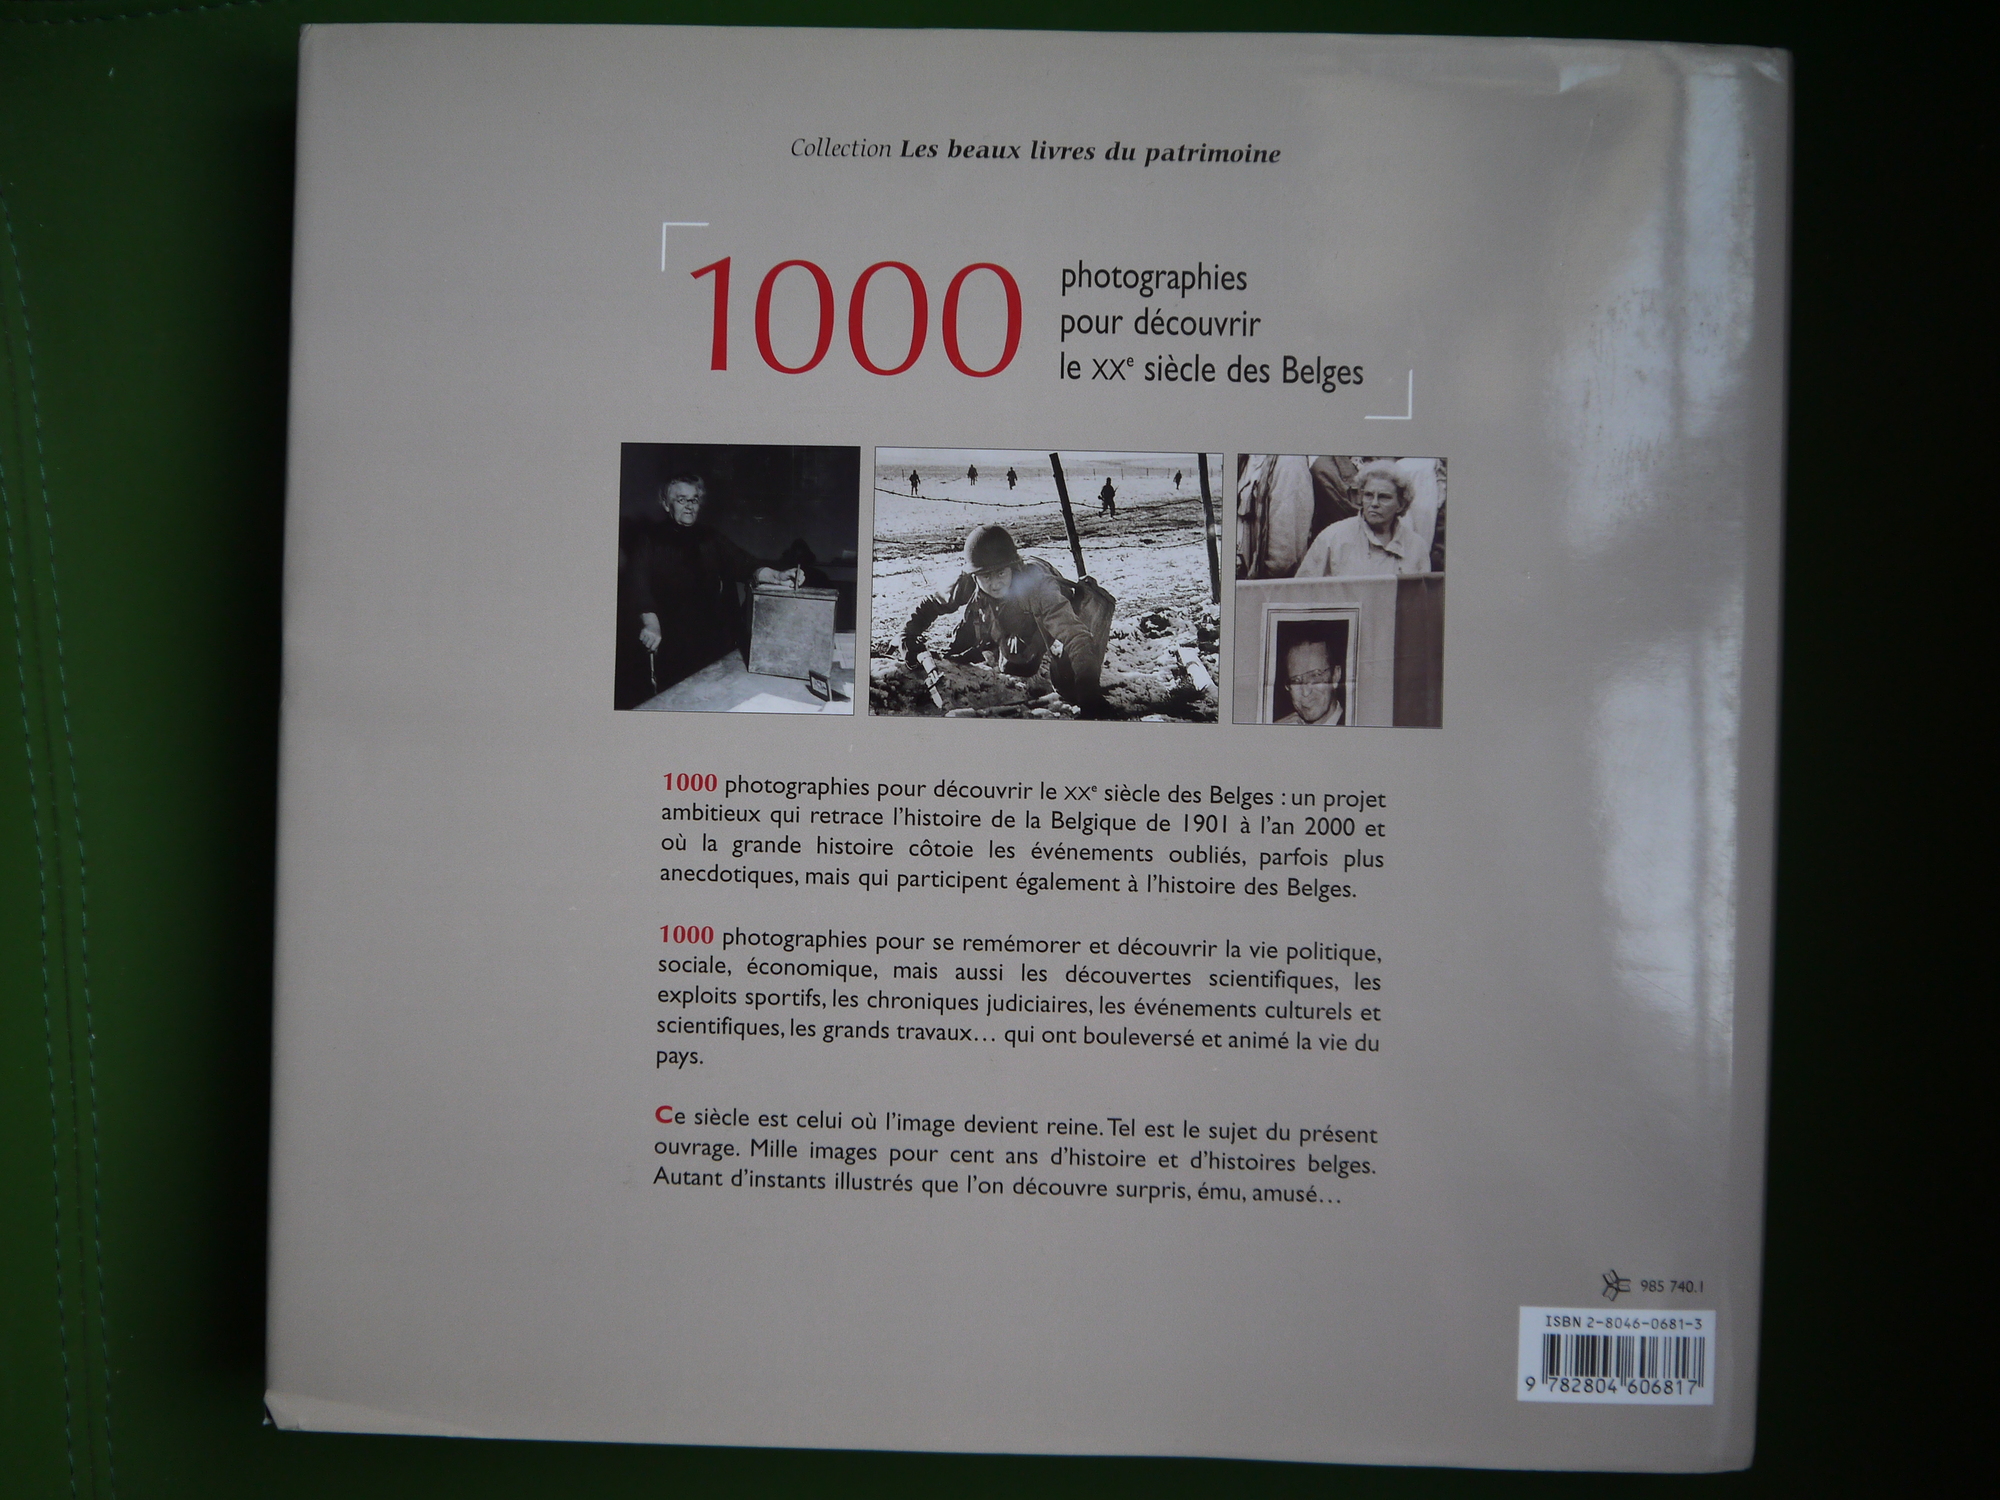 Collection Les beaux livres du patrimoine
1000
photographies
pour découvrir
le XXe siècle des Belges
1000 photographies pour découvrir le XXe siècle des Belges : un projet
ambitieux qui retrace l'histoire de la Belgique de 1901 à l'an 2000 et
où la grande histoire côtoie les événements oubliés, parfois plus
anecdotiques, mais qui participent également à l'histoire des Belges.
1000 photographies pour se remémorer et découvrir la vie politique,
sociale, économique, mais aussi les découvertes scientifiques, les
exploits sportifs, les chroniques judiciaires, les événements culturels et
scientifiques, les grands travaux… qui ont bouleversé et animé la vie du
pays.
Ce siècle est celui où l'image devient reine. Tel est le sujet du présent
ouvrage. Mille images pour cent ans d'histoire et d'histoires belges.
Autant d'instants illustrés que l'on découvre surpris, ému, amusé…
985 740.1
ISBN 2-8046-0681-3
9 782804 606817